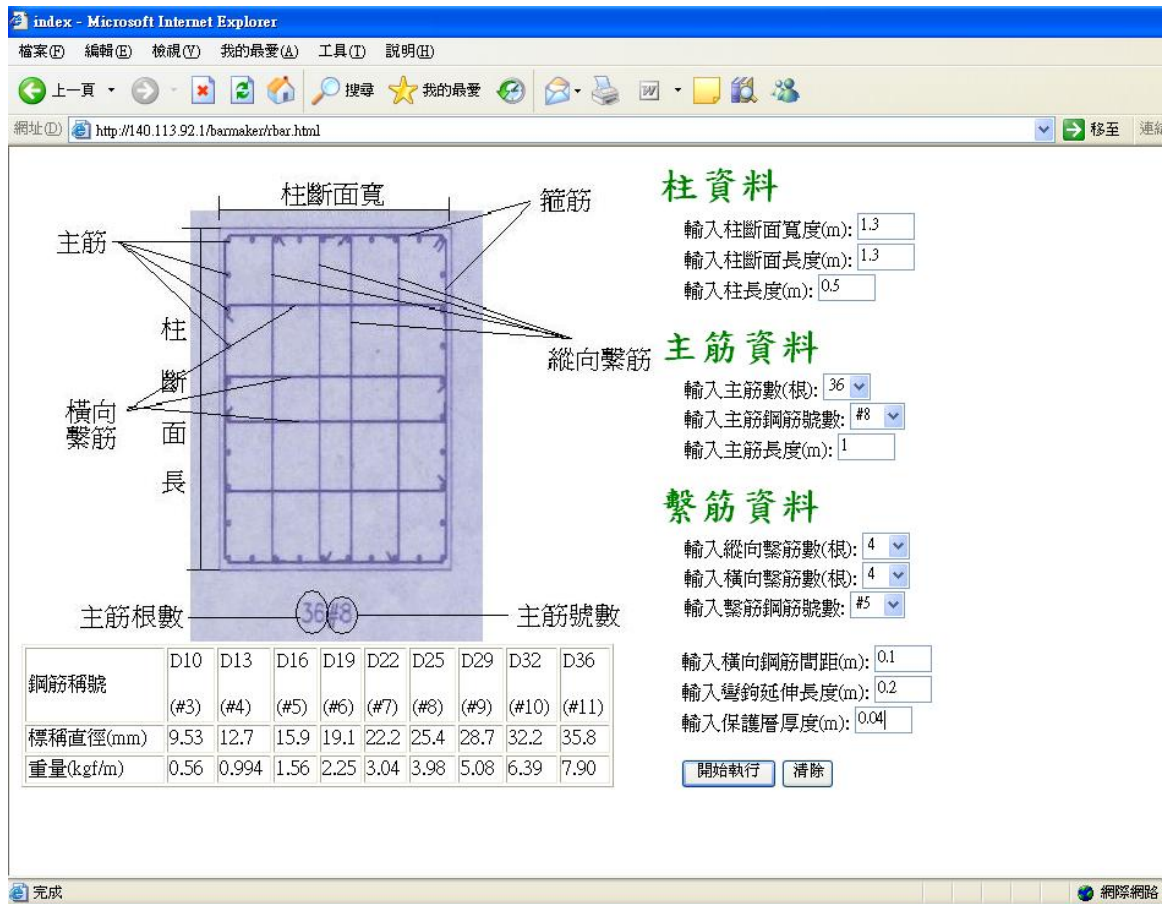 index - Microsoft Internet Explorer
檔案(F) 編輯(E) 檢視(V) 我的最愛(A) 工具(T) 說明(H)
上一頁 搜尋 我的最愛
網址(D) http://140.113.92.1/barmaker/rbar.html 移至 連結
柱斷面寬
箍筋
主筋
柱斷面長
縱向繫筋
橫向
繫筋
主筋根數 36#8 主筋號數
鋼筋稱號 D10 D13 D16 D19 D22 D25 D29 D32 D36
(#3) (#4) (#5) (#6) (#7) (#8) (#9) (#10) (#11)
標稱直徑(mm) 9.53 12.7 15.9 19.1 22.2 25.4 28.7 32.2 35.8
重量(kgf/m) 0.56 0.994 1.56 2.25 3.04 3.98 5.08 6.39 7.90
柱資料
輸入柱斷面寬度(m): 1.3
輸入柱斷面長度(m): 1.3
輸入柱長度(m): 0.5
主筋資料
輸入主筋數(根): 36
輸入主筋鋼筋號數: #8
輸入主筋長度(m): 1
繫筋資料
輸入縱向繫筋數(根): 4
輸入橫向繫筋數(根): 4
輸入繫筋鋼筋號數: #5
輸入橫向鋼筋間距(m): 0.1
輸入彎鉤延伸長度(m): 0.2
輸入保護層厚度(m): 0.04
開始執行 清除
完成 網際網路